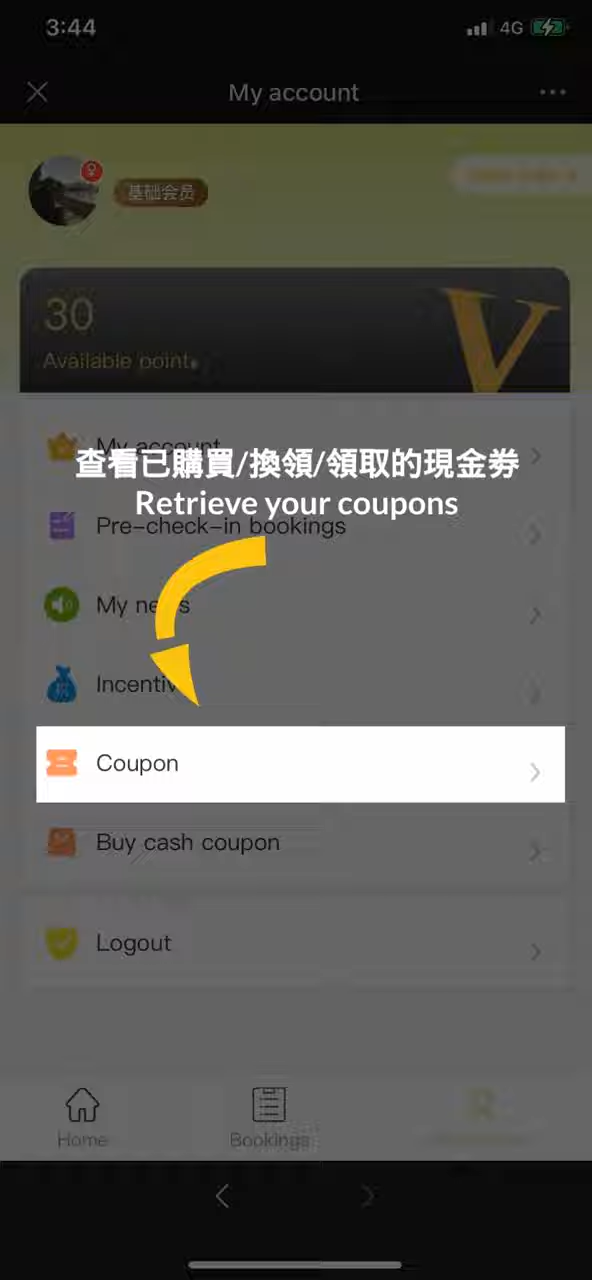 3:44
4G
My account
基础会员
30
Available point
V
My account
查看已購買/換領/領取的現金券
Retrieve your coupons
Pre-check-in bookings
My news
Incentiv
Coupon
Buy cash coupon
Logout
Home
Bookings